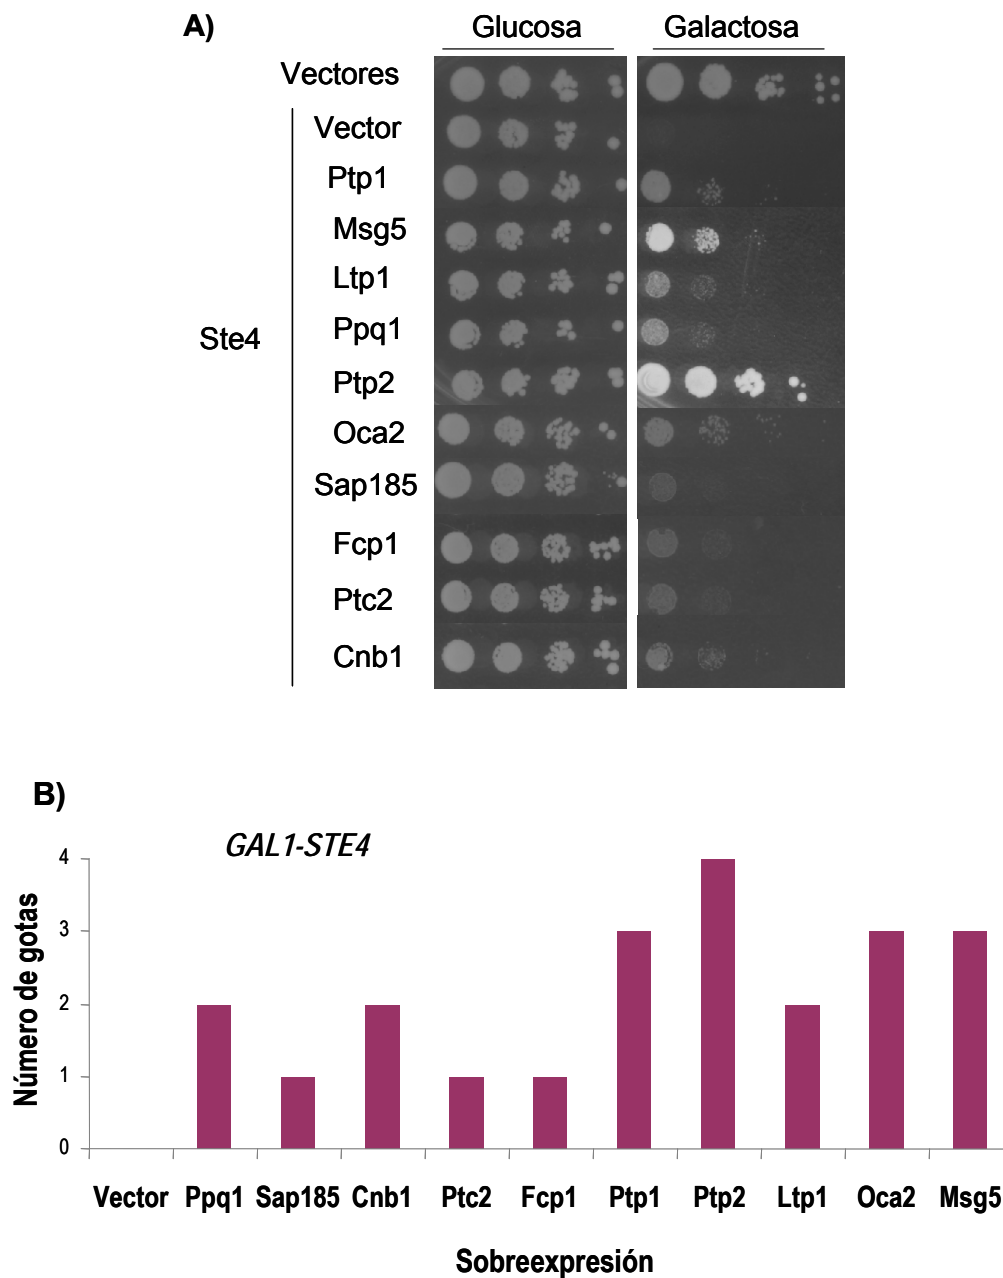 A)
Glucosa Galactosa
Vectores
Vector
Ptp1
Msg5
Ltp1
Ste4
Ppq1
Ptp2
Oca2
Sap185
Fcp1
Ptc2
Cnb1
B)
GAL1-STE4
Número de gotas
4
3
2
1
0
Vector Ppq1 Sap185 Cnb1 Ptc2 Fcp1 Ptp1 Ptp2 Ltp1 Oca2 Msg5
Sobreexpresión